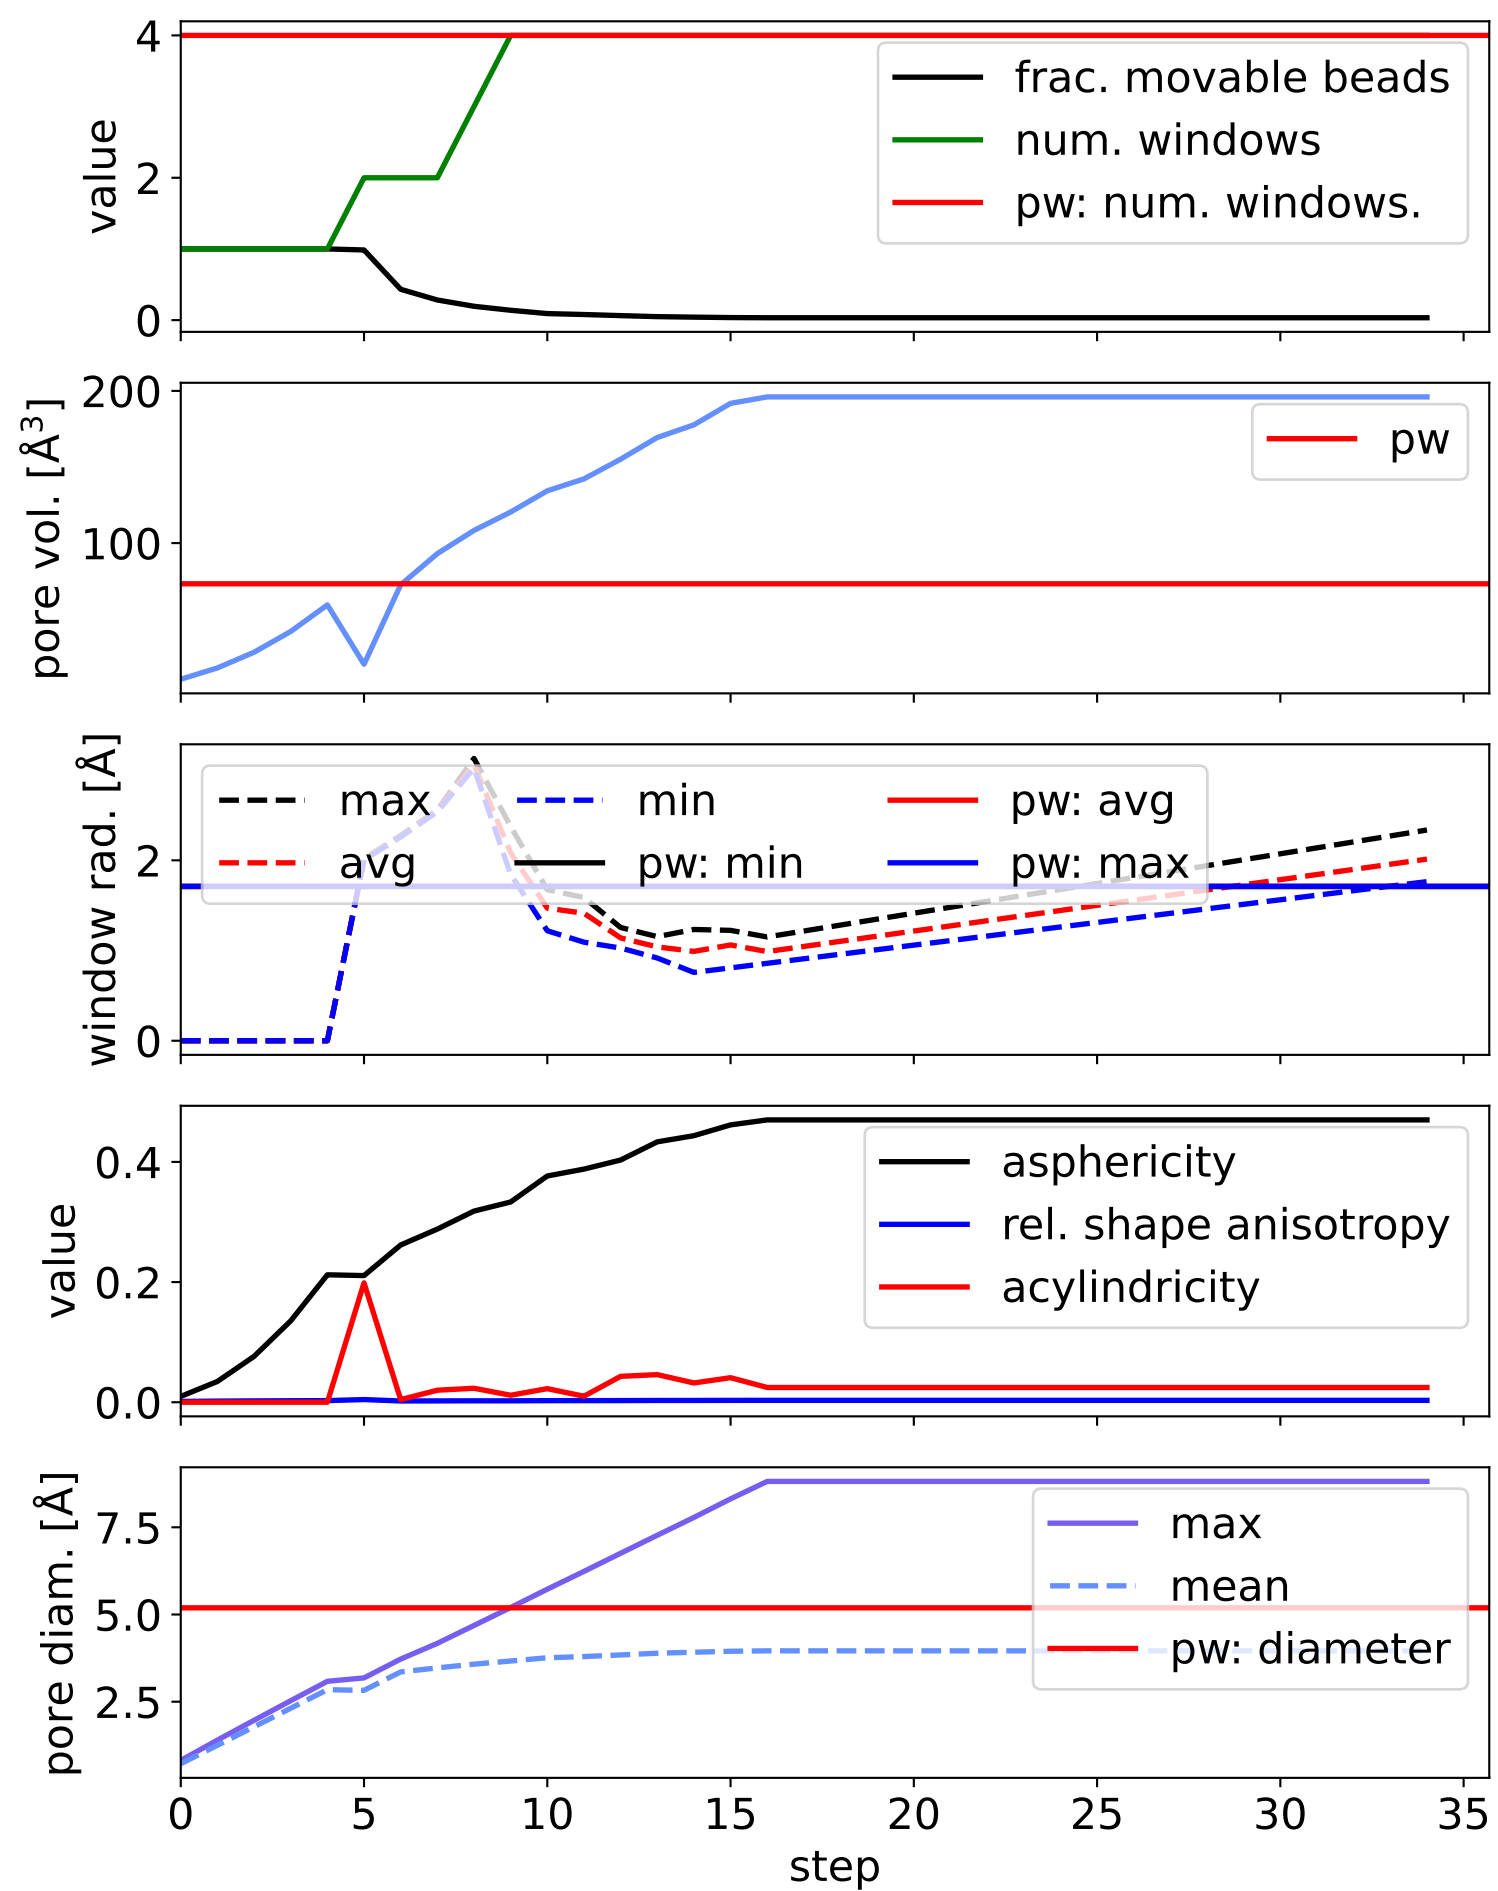 4
2
0
value
frac. movable beads
num. windows
pw: num. windows.
200
100
pore vol. [Å³]
pw
2
0
window rad. [Å]
max
min
pw: avg
avg
pw: min
pw: max
0.4
0.2
0.0
value
asphericity
rel. shape anisotropy
acylindricity
7.5
5.0
2.5
pore diam. [Å]
max
mean
pw: diameter
0 5 10 15 20 25 30 35
step